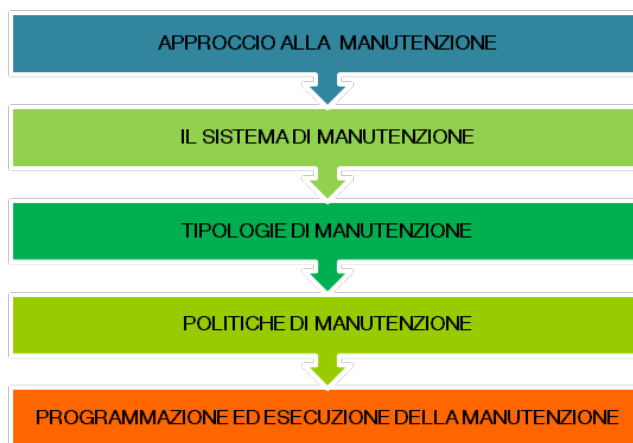 APPROCCIO ALLA MANUTENZIONE
IL SISTEMA DI MANUTENZIONE
TIPOLOGIE DI MANUTENZIONE
POLITICHE DI MANUTENZIONE
PROGRAMMAZIONE ED ESECUZIONE DELLA MANUTENZIONE